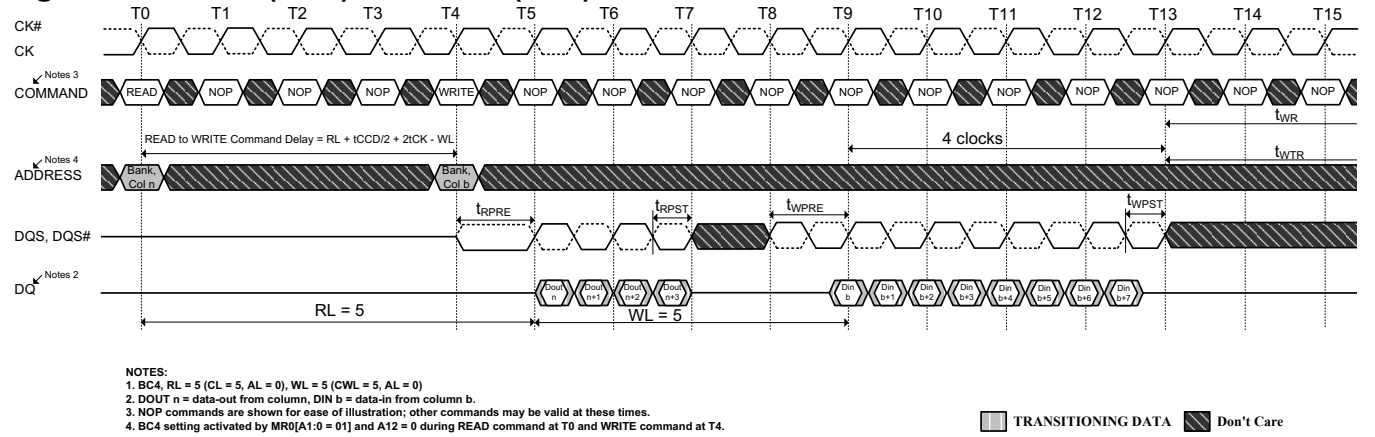 T0 T1 T2 T3 T4 T5 T6 T7 T8 T9 T10 T11 T12 T13 T14 T15
CK#
CK
Notes 3
COMMAND READ NOP NOP NOP WRITE NOP NOP NOP NOP NOP NOP NOP NOP NOP NOP NOP
tWR
READ to WRITE Command Delay = RL + tCCD/2 + 2tCK - WL
4 clocks
tWTR
Notes 4
ADDRESS
Bank,
Col n
Bank,
Col b
tRPRE tRPST tWPRE tWPST
DQS, DQS#
Notes 2
DQ
Dout
n
Dout
n+1
Dout
n+2
Dout
n+3
Din
b
Din
b+1
Din
b+2
Din
b+3
Din
b+4
Din
b+5
Din
b+6
Din
b+7
RL = 5 WL = 5
NOTES:
1. BC4, RL = 5 (CL = 5, AL = 0), WL = 5 (CWL = 5, AL = 0)
2. DOUT n = data-out from column, DIN b = data-in from column b.
3. NOP commands are shown for ease of illustration; other commands may be valid at these times.
4. BC4 setting activated by MR0[A1:0 = 01] and A12 = 0 during READ command at T0 and WRITE command at T4.
TRANSITIONING DATA Don't Care